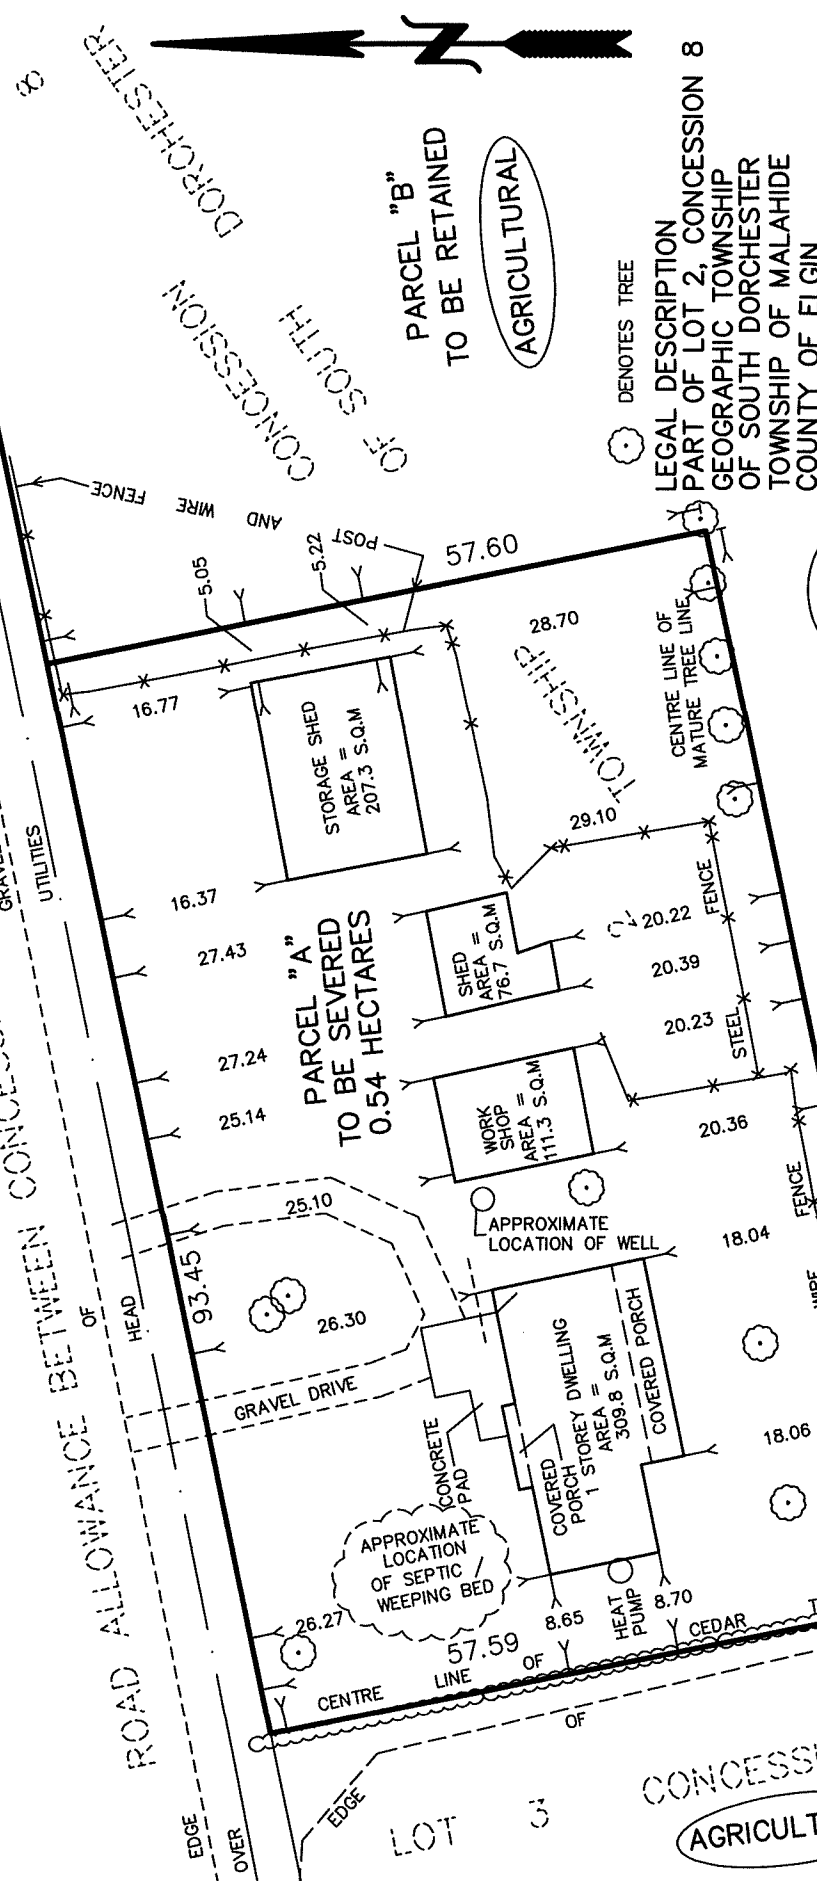 8
DORCHESTER
CONCESSION
OF SOUTH
TOWNSHIP
N
PARCEL "B"
TO BE RETAINED
AGRICULTURAL
DENOTES TREE
LEGAL DESCRIPTION
PART OF LOT 2, CONCESSION 8
GEOGRAPHIC TOWNSHIP
OF SOUTH DORCHESTER
TOWNSHIP OF MALAHIDE
COUNTY OF ELGIN
POST AND WIRE FENCE
5.05
5.22
57.60
28.70
16.77
STORAGE SHED
AREA =
207.3 S.Q.M
CENTRE LINE OF
MATURE TREE LINE
29.10
UTILITIES
16.37
27.43
PARCEL "A"
TO BE SEVERED
0.54 HECTARES
SHED
AREA =
76.7 S.Q.M
2
20.22
20.39
20.23
STEEL FENCE
27.24
25.14
WORK
SHOP
AREA =
111.3 S.Q.M
20.36
FENCE
25.10
APPROXIMATE
LOCATION OF WELL
18.04
93.45
26.30
GRAVEL DRIVE
CONCRETE
PAD
COVERED
PORCH
1 STOREY DWELLING
AREA =
309.8 S.Q.M
COVERED PORCH
18.06
APPROXIMATE
LOCATION
OF SEPTIC /
WEEPING BED
26.27
57.59
8.65
HEAT
PUMP
8.70
CENTRE LINE OF CEDAR
ROAD ALLOWANCE BETWEEN
EDGE OF
OVER HEAD
EDGE OF
LOT 3